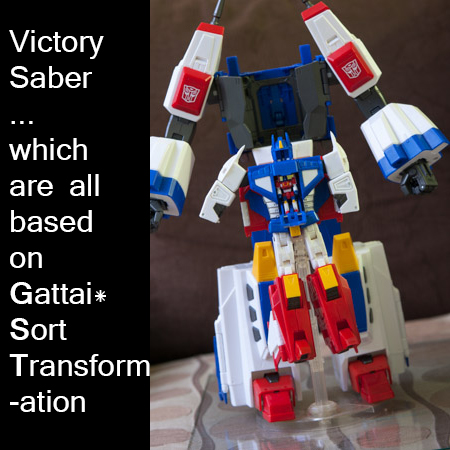 Victory
Saber
...
which
are all
based
on
Gattai*
Sort
Transform
-ation